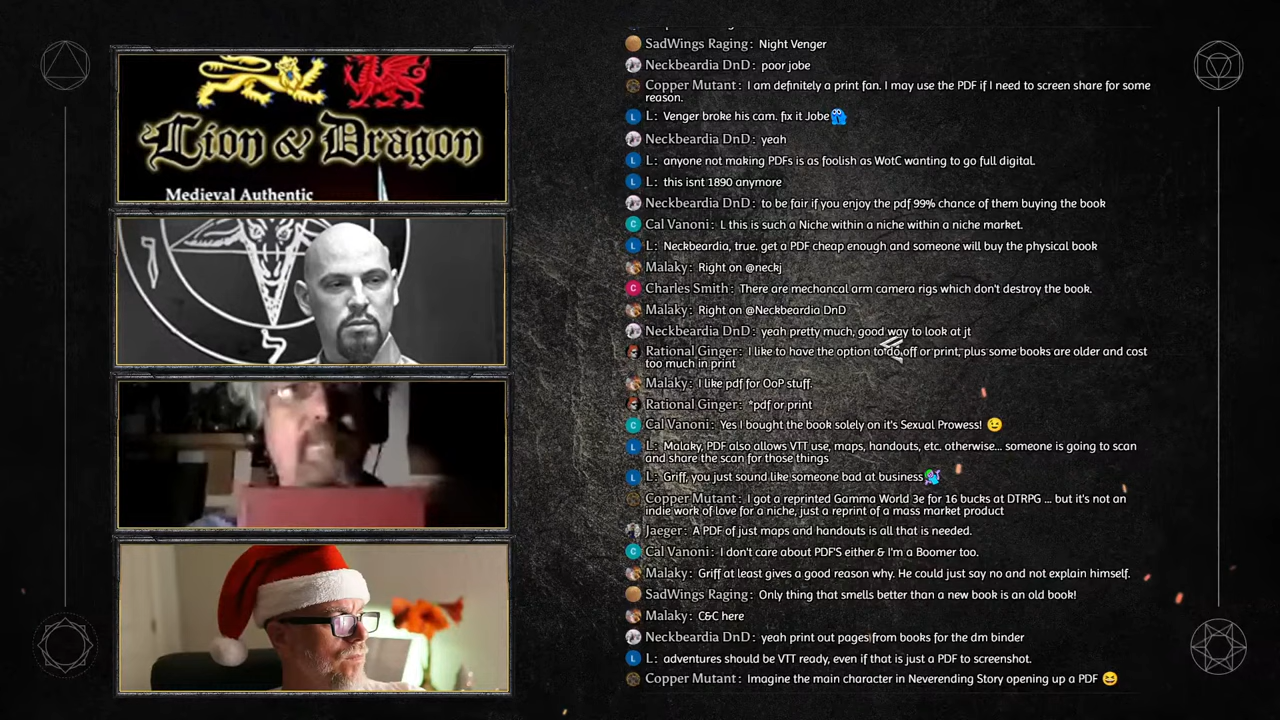 Lion & Dragon
Medieval Authentic
SadWings Raging: Night Venger
Neckbeardia DnD: poor jobe
Copper Mutant: I am definitely a print fan. I may use the PDF if I need to screen share for some
reason.
L: Venger broke his cam. fix it Jobe
Neckbeardia DnD: yeah
L: anyone not making PDFs is as foolish as WotC wanting to go full digital.
L: this isnt 1890 anymore
Neckbeardia DnD: to be fair if you enjoy the pdf 99% chance of them buying the book
C
Cal Vanoni: L this is such a Niche within a niche within a niche market.
L: Neckbeardia, true. get a PDF cheap enough and someone will buy the physical book
Malaky: Right on @neckj
C
Charles Smith: There are mechancal arm camera rigs which don't destroy the book.
Malaky: Right on @Neckbeardia DnD
Neckbeardia DnD: yeah pretty much, good way to look at jt
Rational Ginger: I like to have the option to do off or print, plus some books are older and cost
too much in print
Malaky: I like pdf for OoP stuff.
Rational Ginger: *pdf or print
C
Cal Vanoni: Yes I bought the book solely on it's Sexual Prowess! 😉
L: Malaky, PDF also allows VTT use, maps, handouts, etc. otherwise... someone is going to scan
and share the scan for those things
L: Griff, you just sound like someone bad at business
Copper Mutant: I got a reprinted Gamma World 3e for 16 bucks at DTRPG ... but it's not an
indie work of love for a niche, just a reprint of a mass market product
Jaeger: A PDF of just maps and handouts is all that is needed.
C
Cal Vanoni: I don't care about PDF'S either & I'm a Boomer too.
Malaky: Griff at least gives a good reason why. He could just say no and not explain himself.
SadWings Raging: Only thing that smells better than a new book is an old book!
Malaky: C&C here
Neckbeardia DnD: yeah print out pages from books for the dm binder
L: adventures should be VTT ready, even if that is just a PDF to screenshot.
Copper Mutant: Imagine the main character in Neverending Story opening up a PDF 😆